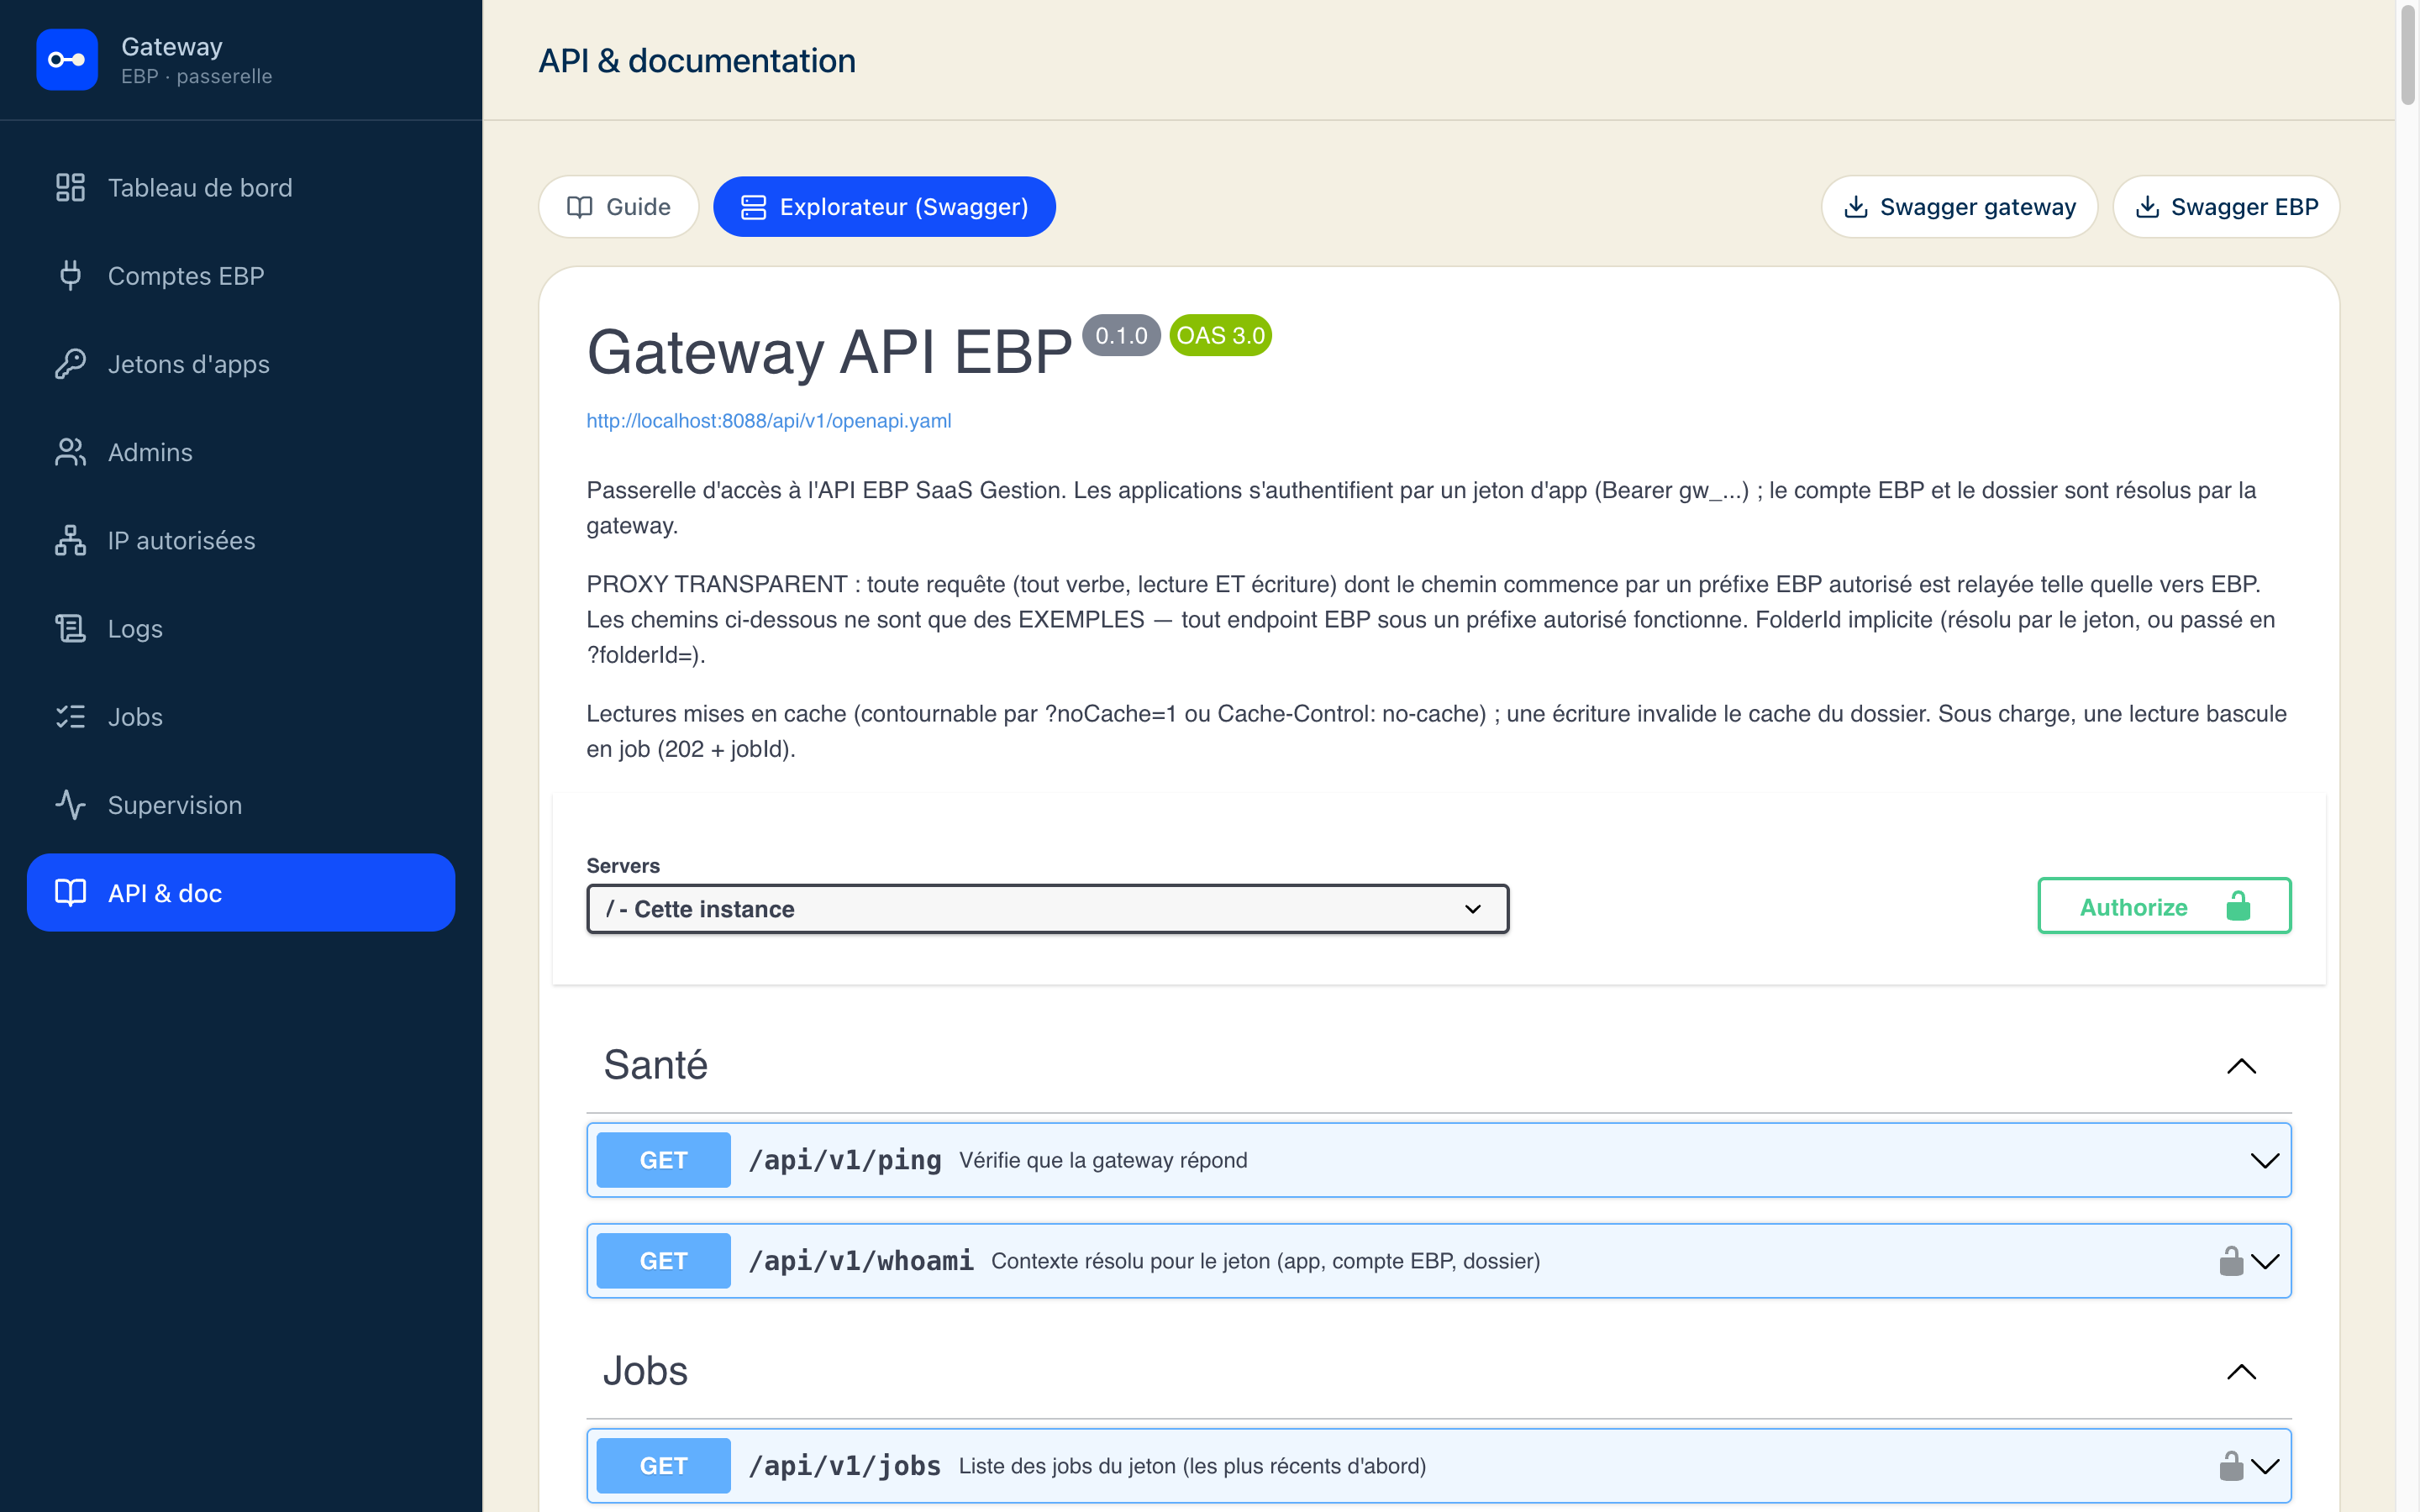 Gateway
EBP · passerelle
Tableau de bord
Comptes EBP
Jetons d'apps
Admins
IP autorisées
Logs
Jobs
Supervision
API & doc
API & documentation
Guide
Explorateur (Swagger)
Swagger gateway
Swagger EBP
Gateway API EBP 0.1.0 OAS 3.0
http://localhost:8088/api/v1/openapi.yaml
Passerelle d'accès à l'API EBP SaaS Gestion. Les applications s'authentifient par un jeton d'app (Bearer gw_...) ; le compte EBP et le dossier sont résolus par la
gateway.
PROXY TRANSPARENT : toute requête (tout verbe, lecture ET écriture) dont le chemin commence par un préfixe EBP autorisé est relayée telle quelle vers EBP.
Les chemins ci-dessous ne sont que des EXEMPLES — tout endpoint EBP sous un préfixe autorisé fonctionne. FolderId implicite (résolu par le jeton, ou passé en
?folderId=).
Lectures mises en cache (contournable par ?noCache=1 ou Cache-Control: no-cache) ; une écriture invalide le cache du dossier. Sous charge, une lecture bascule
en job (202 + jobId).
Servers
/ - Cette instance
Authorize
Santé
GET /api/v1/ping Vérifie que la gateway répond
GET /api/v1/whoami Contexte résolu pour le jeton (app, compte EBP, dossier)
Jobs
GET /api/v1/jobs Liste des jobs du jeton (les plus récents d'abord)